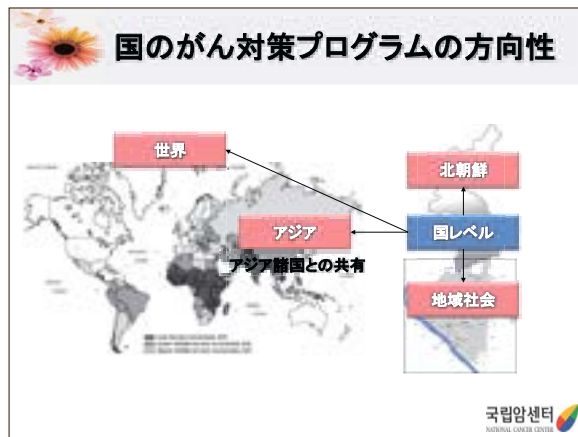 国のがん対策プログラムの方向性
世界
北朝鮮
アジア
国レベル
アジア諸国との共有
地域社会
국립암센터
NATIONAL CANCER CENTER